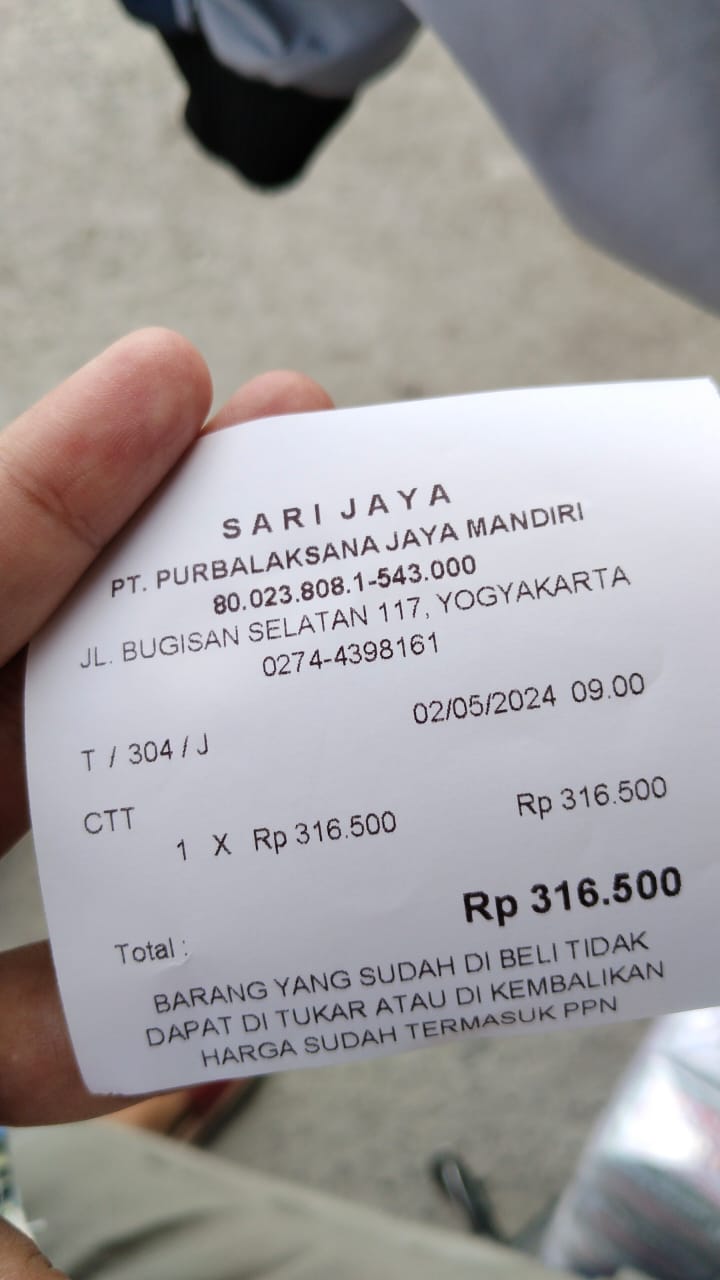 SARI JAYA
PT. PURBALAKSANA JAYA MANDIRI
80.023.808.1-543.000
JL. BUGISAN SELATAN 117, YOGYAKARTA
0274-4398161
02/05/2024 09.00
T / 304 / J
CTT
1 X Rp 316.500 Rp 316.500
Total : Rp 316.500
BARANG YANG SUDAH DI BELI TIDAK
DAPAT DI TUKAR ATAU DI KEMBALIKAN
HARGA SUDAH TERMASUK PPN